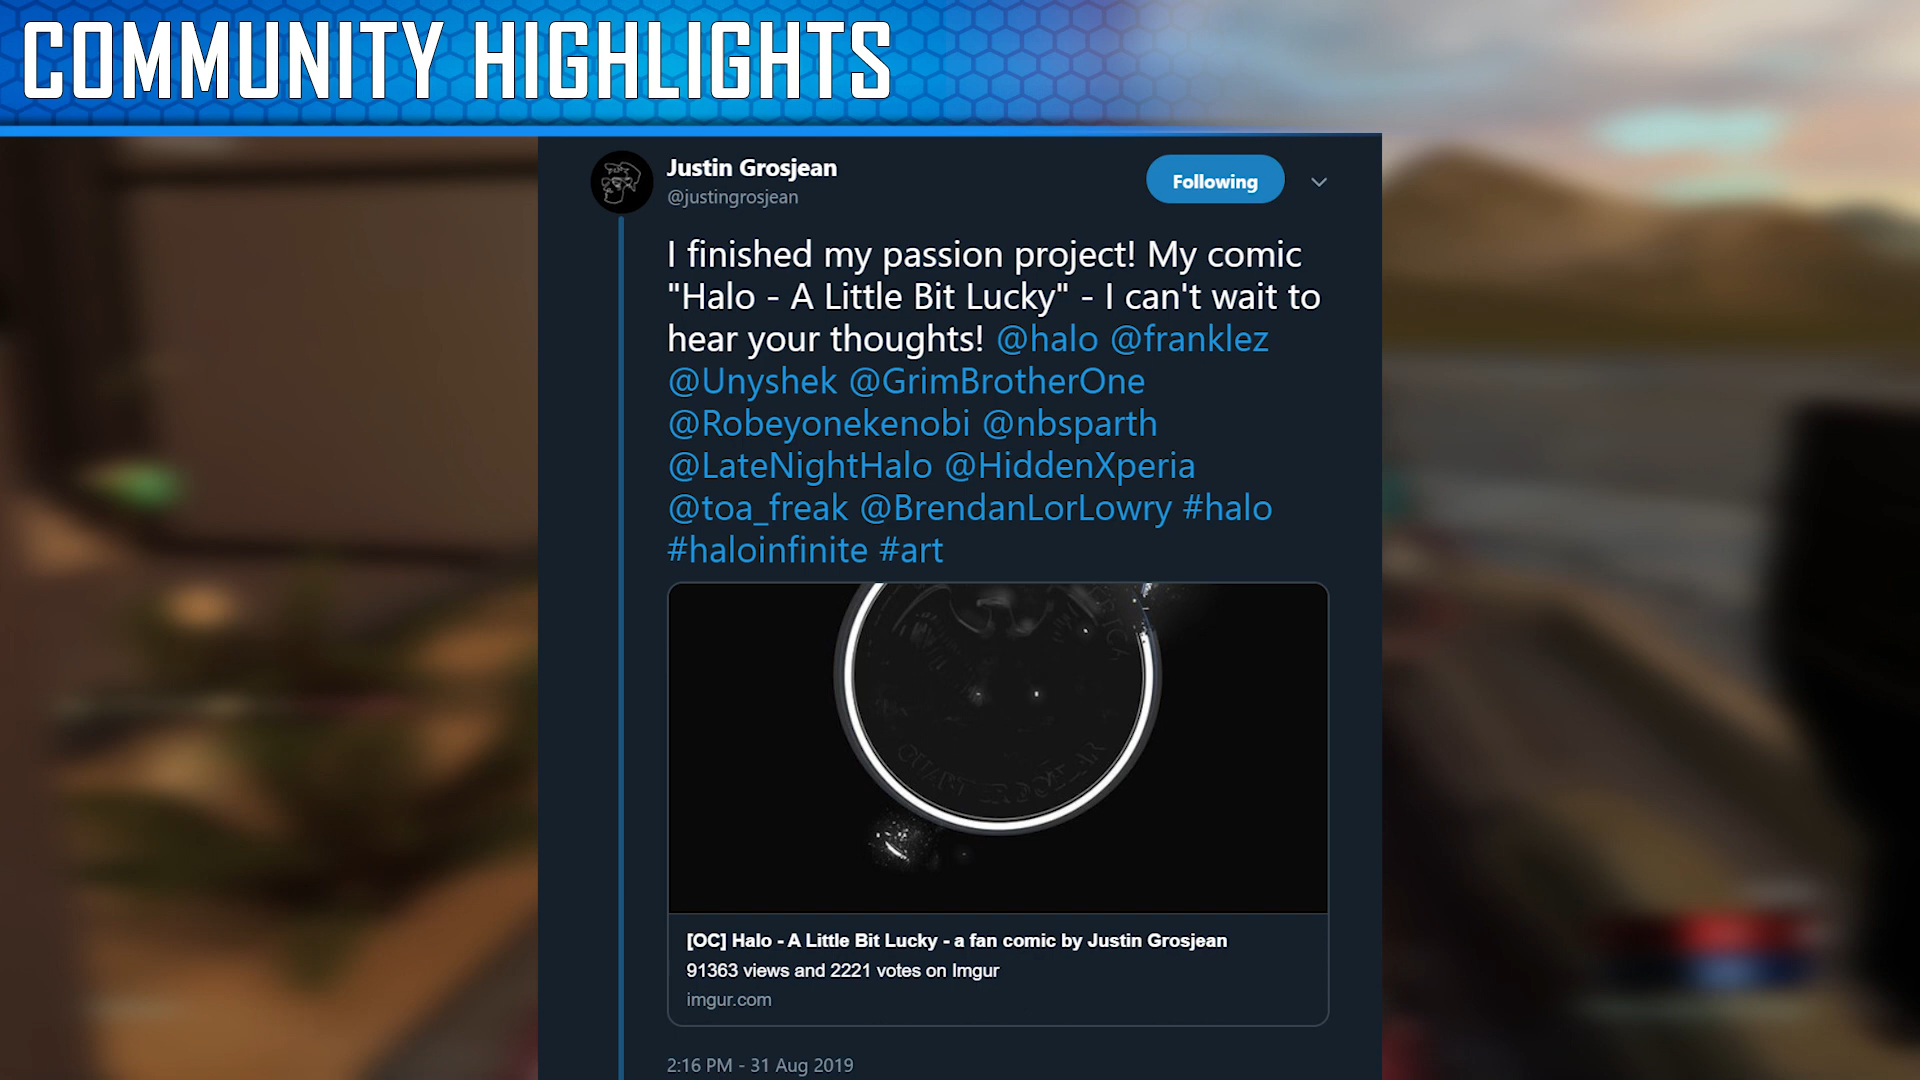 COMMUNITY HIGHLIGHTS
Justin Grosjean
@justingrosjean
Following
I finished my passion project! My comic
"Halo - A Little Bit Lucky" - I can't wait to
hear your thoughts! @halo @franklez
@Unyshek @GrimBrotherOne
@Robeyonekenobi @nbsparth
@LateNightHalo @HiddenXperia
@toa_freak @BrendanLorLowry #halo
#haloinfinite #art
QUARTER DOLLAR
[OC] Halo - A Little Bit Lucky - a fan comic by Justin Grosjean
91363 views and 2221 votes on Imgur
imgur.com
2:16 PM - 31 Aug 2019